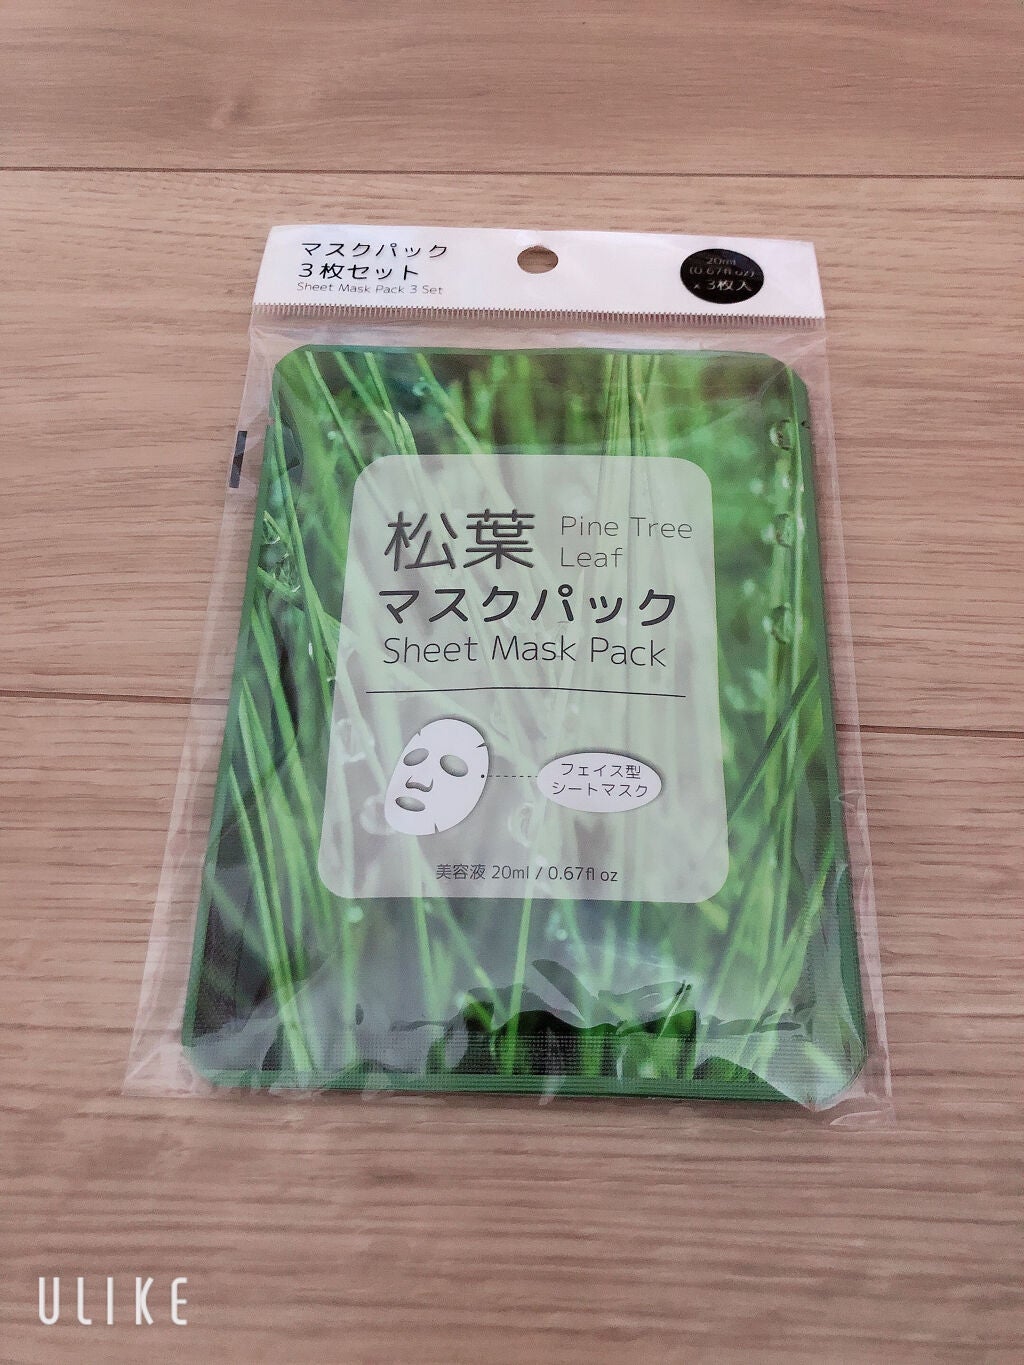 マスクパック
3枚セット
Sheet Mask Pack 3 Set
20ml
(0.67fl oz)
x 3枚入
松葉 Pine Tree
Leaf
マスクパック
Sheet Mask Pack
フェイス型
シートマスク
美容液 20ml / 0.67fl oz
ULIKE